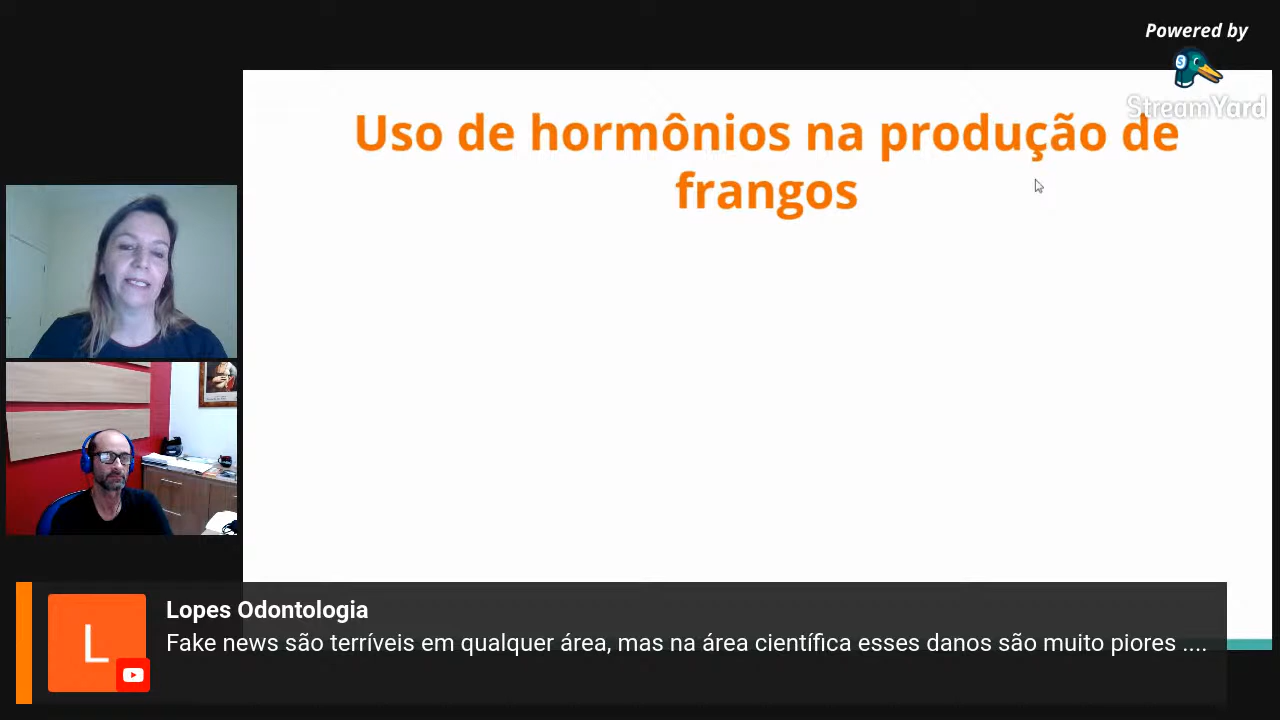 Powered by
StreamYard
Uso de hormônios na produção de
frangos
L
Lopes Odontologia
Fake news são terríveis em qualquer área, mas na área científica esses danos são muito piores ....